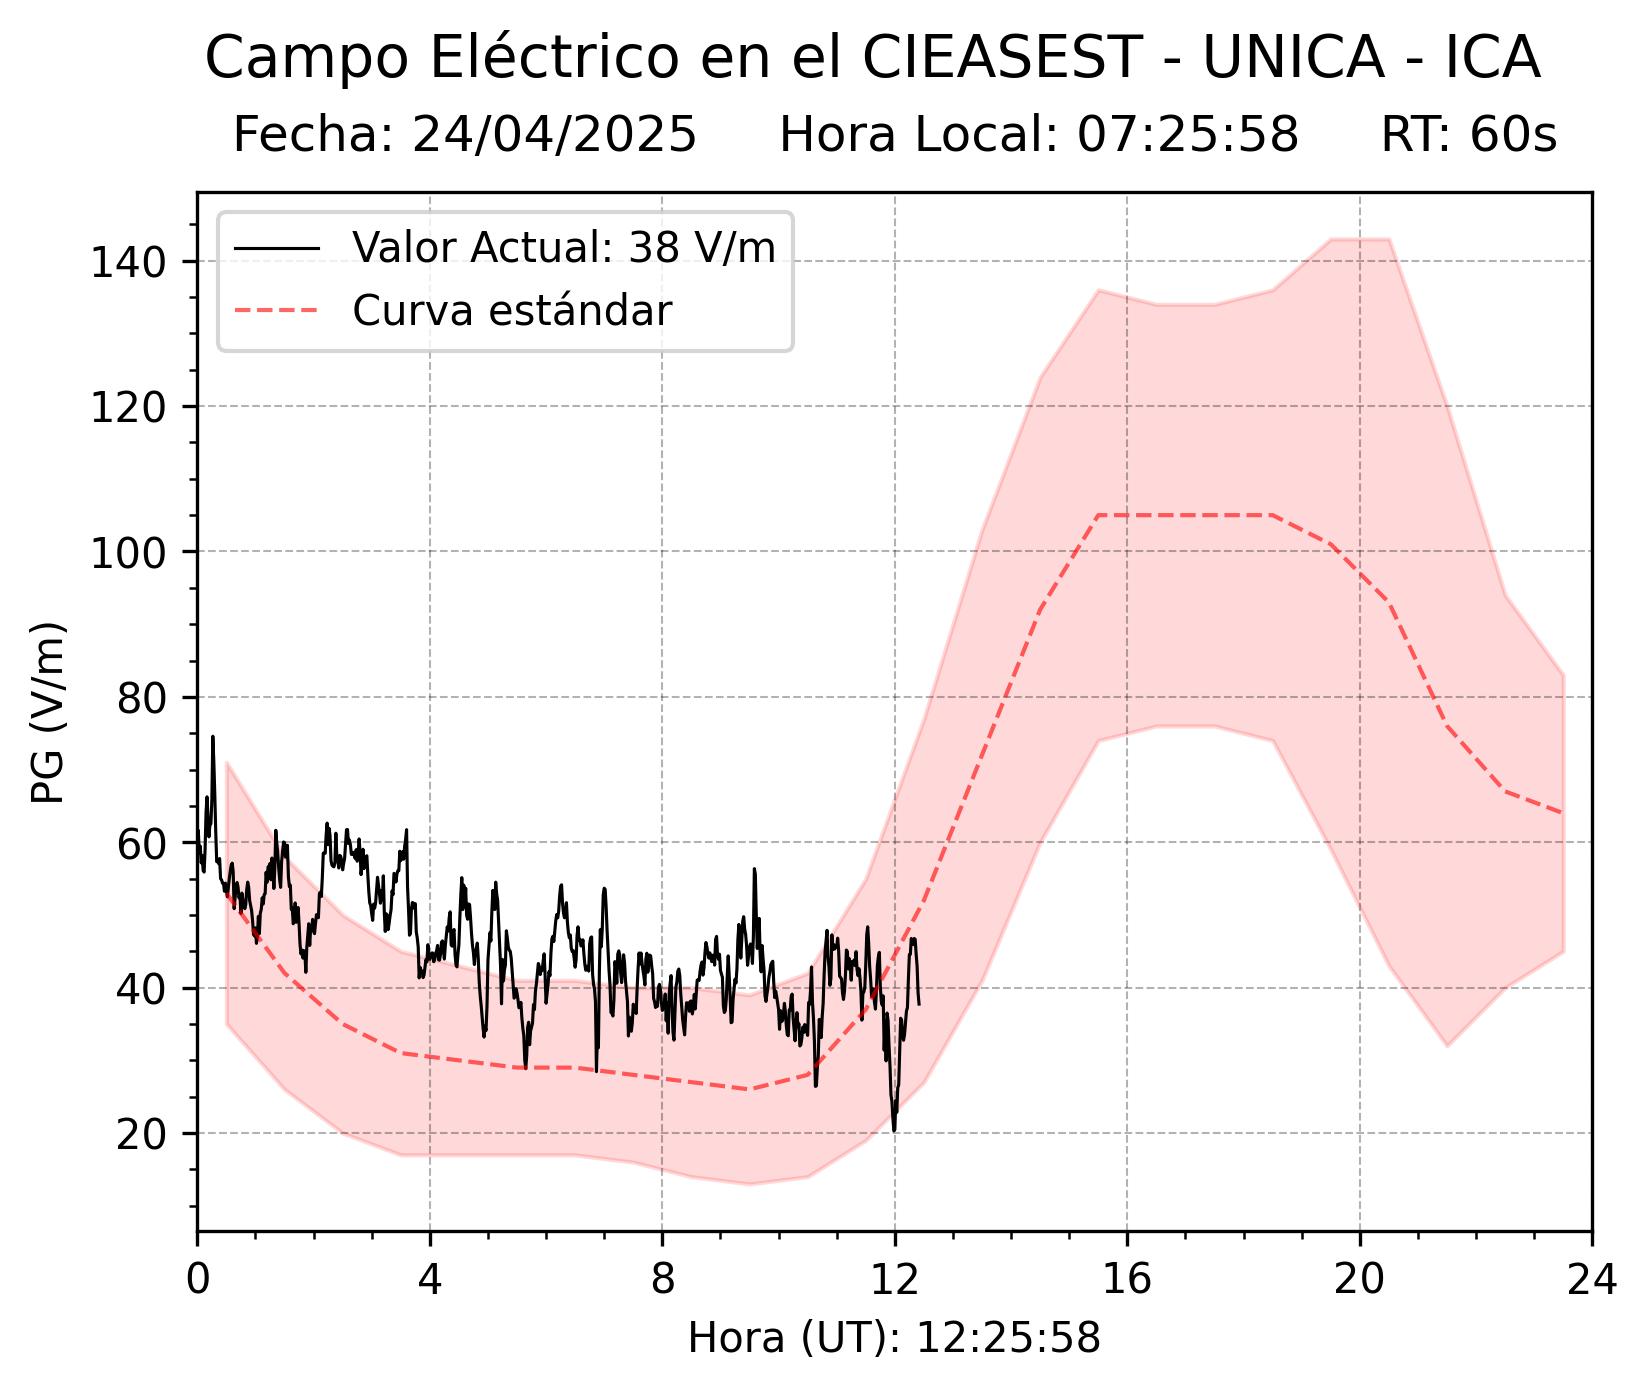 Campo Eléctrico en el CIEASEST - UNICA - ICA
Fecha: 24/04/2025 Hora Local: 07:25:58 RT: 60s
Valor Actual: 38 V/m
Curva estándar
PG (V/m)
140
120
100
80
60
40
20
0 4 8 12 16 20 24
Hora (UT): 12:25:58